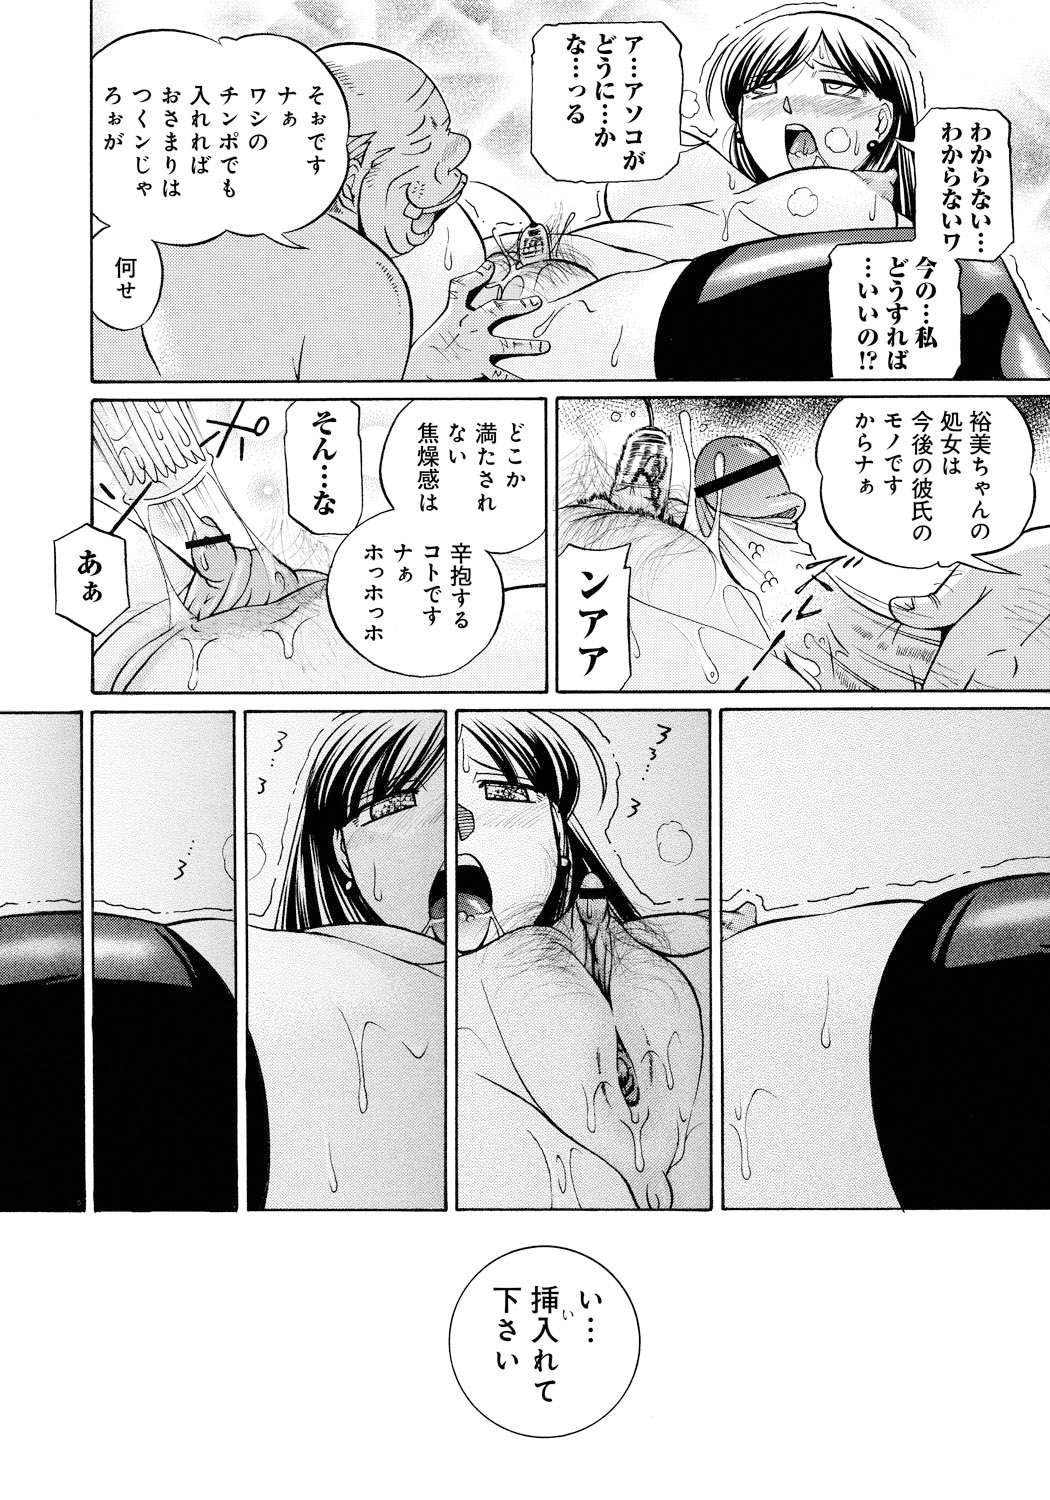 わからない…
わからないワ
今の…私
どうすれば
…いいの!?
ア…アソコが
どうに…か
な…っる
そぉです
ナぁ
ワシの
チンポでも
入れれば
おさまりは
つくンじゃ
ろぉが
何せ
裕美ちゃんの
処女は
今後の彼氏の
モノです
からナぁ
ンアア
どこか
満たされ
ない
焦燥感は
辛抱する
コトです
ナぁ
ホっホっホ
そん…な
あぁ
い…
挿入れて
い
下さい